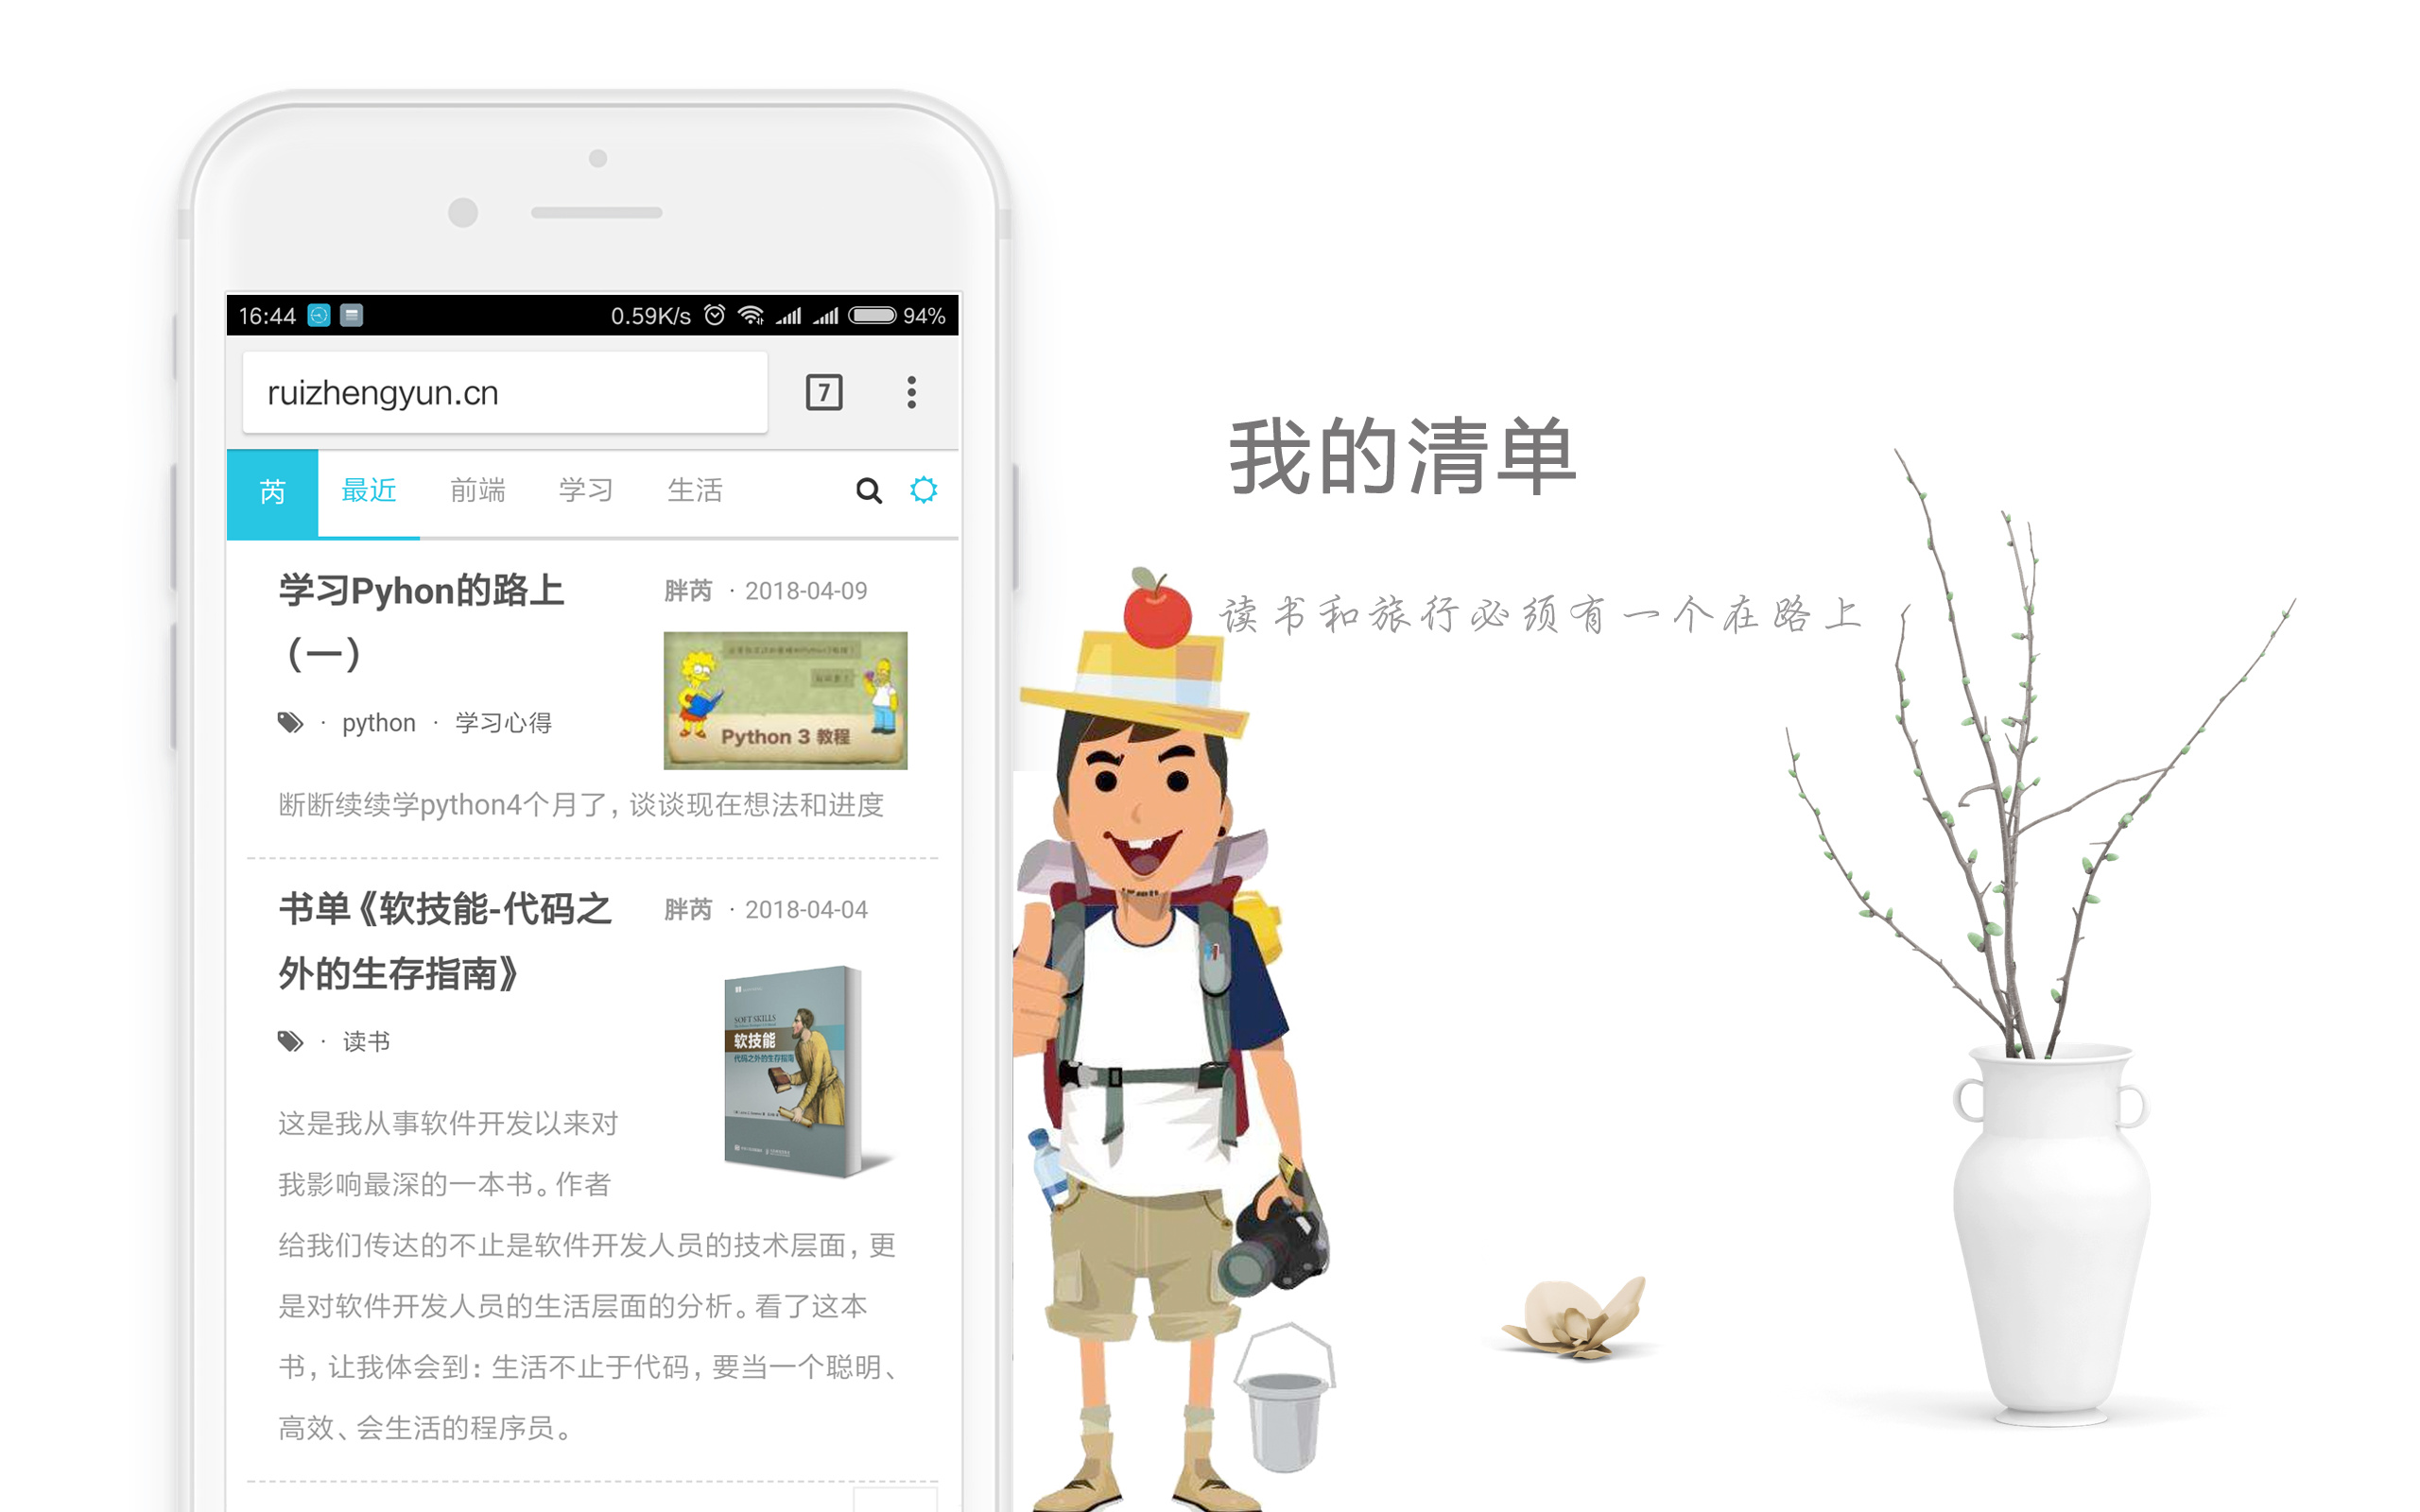 16:44
0.59K/s
94%
ruizhengyun.cn
7
芮 最近 前端 学习 生活
学习Pyhon的路上
（一）
胖芮 · 2018-04-09
Python 3 教程
· python · 学习心得
断断续续学python4个月了，谈谈现在想法和进度
书单《软技能-代码之
外的生存指南》
胖芮 · 2018-04-04
SOFT SKILLS
软技能
代码之外的生存指南
· 读书
这是我从事软件开发以来对
我影响最深的一本书。作者
给我们传达的不止是软件开发人员的技术层面，更
是对软件开发人员的生活层面的分析。看了这本
书，让我体会到：生活不止于代码，要当一个聪明、
高效、会生活的程序员。
我的清单
读书和旅行必须有一个在路上